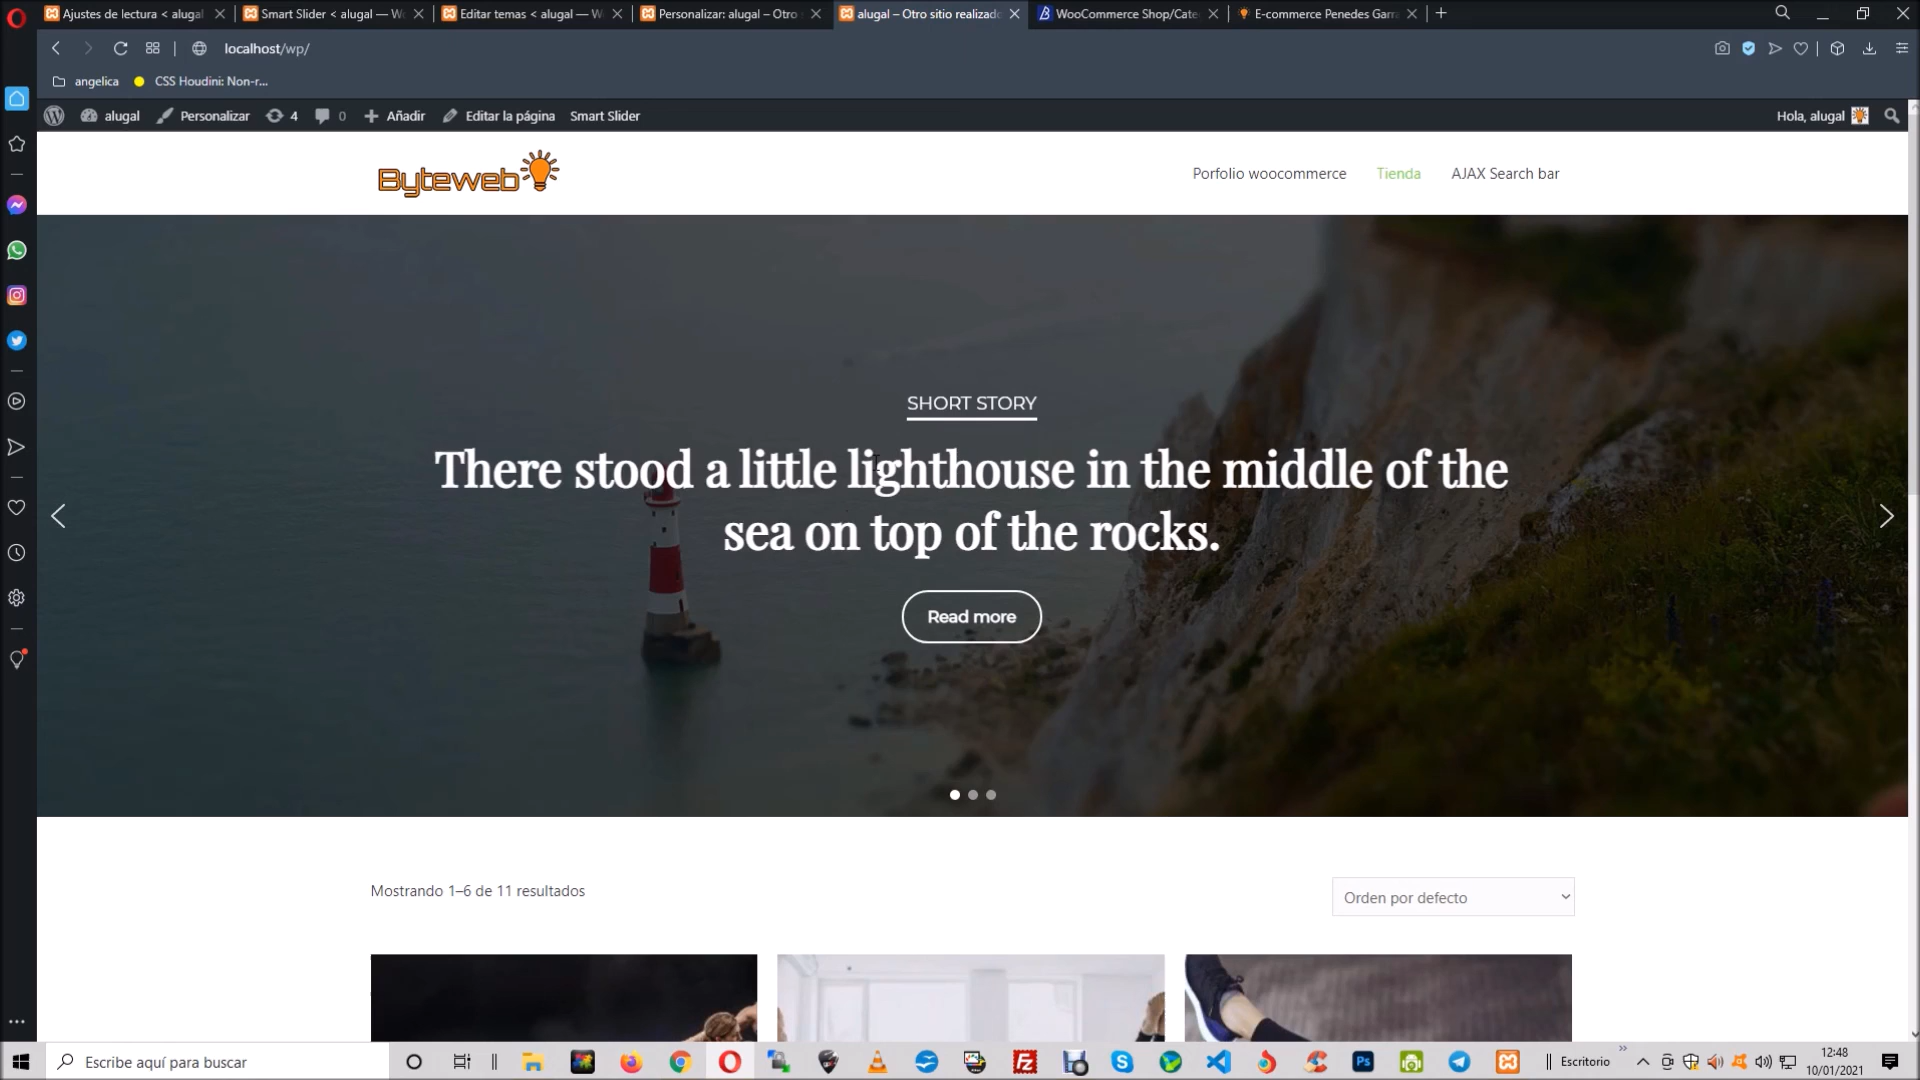 Ajustes de lectura < alugal
Smart Slider < alugal — Wo
Editar temas < alugal — W
Personalizar: alugal – Otro
alugal – Otro sitio realizado
WooCommerce Shop/Cate
E-commerce Penedes Garra
localhost/wp/
angelica
CSS Houdini: Non-r...
alugal
Personalizar
4
0
Añadir
Editar la página
Smart Slider
Hola, alugal
Byteweb
Porfolio woocommerce
Tienda
AJAX Search bar
SHORT STORY
There stood a little lighthouse in the middle of the
sea on top of the rocks.
Read more
Mostrando 1–6 de 11 resultados
Orden por defecto
Escribe aquí para buscar
Escritorio
12:48
10/01/2021